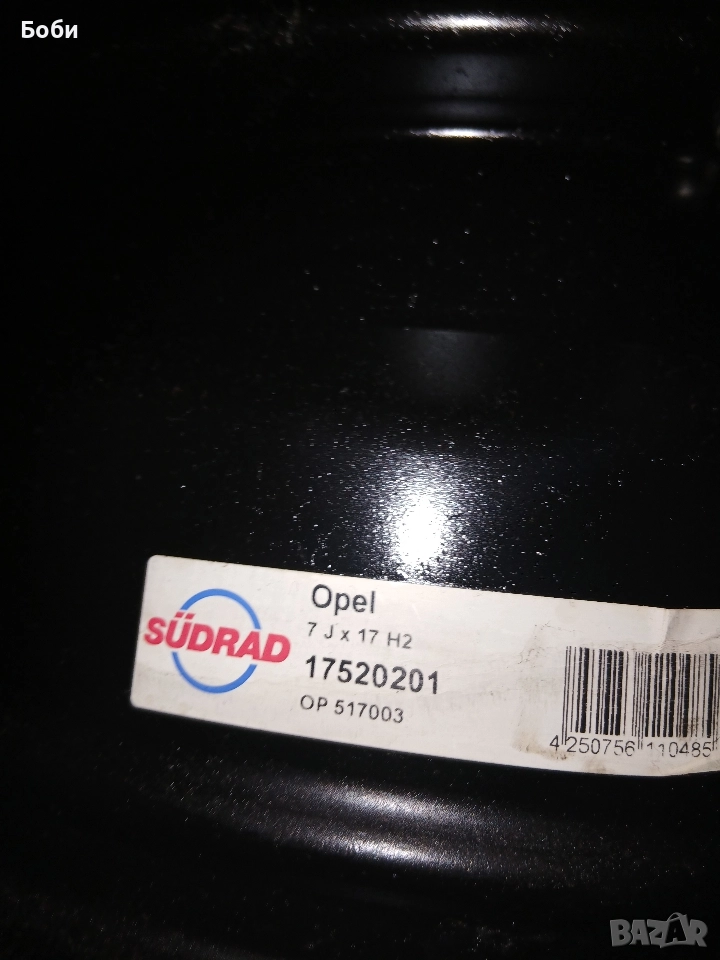 Боби
SÜDRAD
Opel
7 J x 17 H2
17520201
OP 517003
4 250756 110485
BAZAR